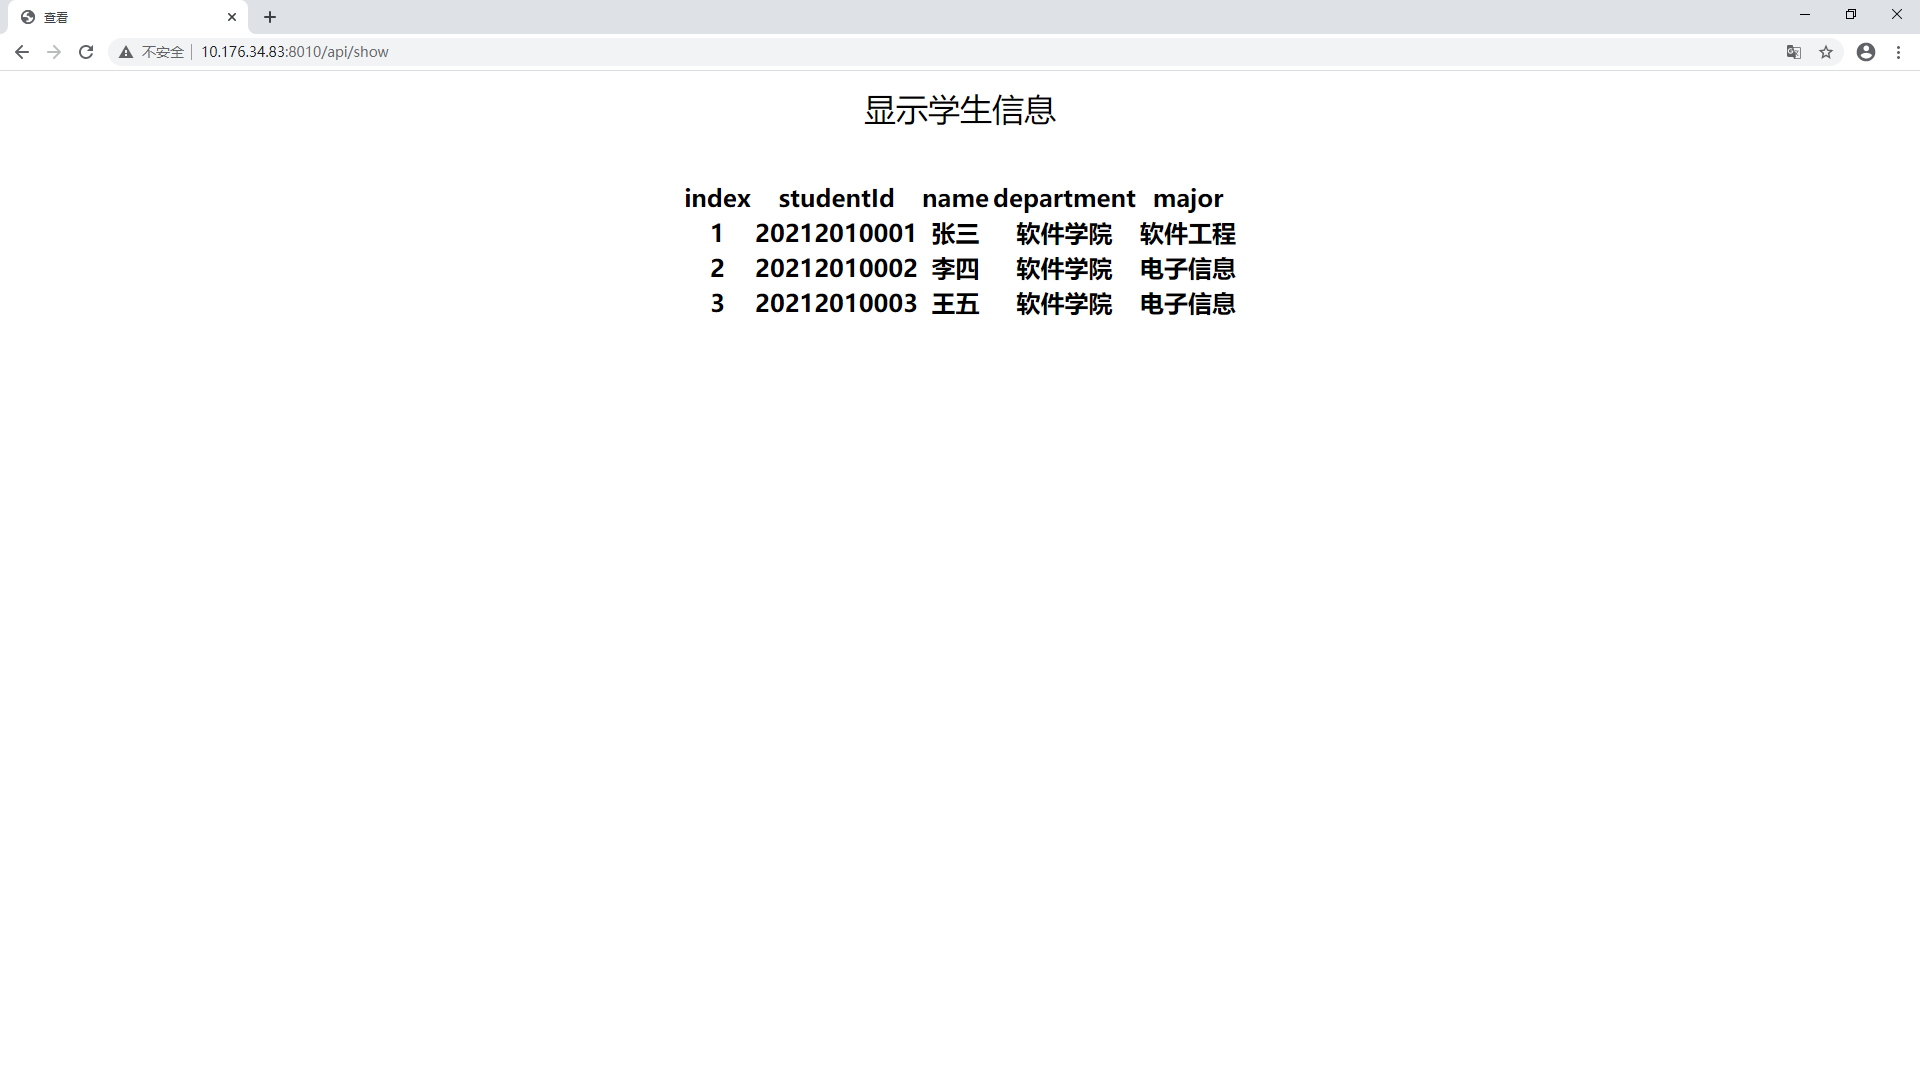 查看
不安全 10.176.34.83:8010/api/show
显示学生信息
index studentId name department major
1 20212010001 张三 软件学院 软件工程
2 20212010002 李四 软件学院 电子信息
3 20212010003 王五 软件学院 电子信息